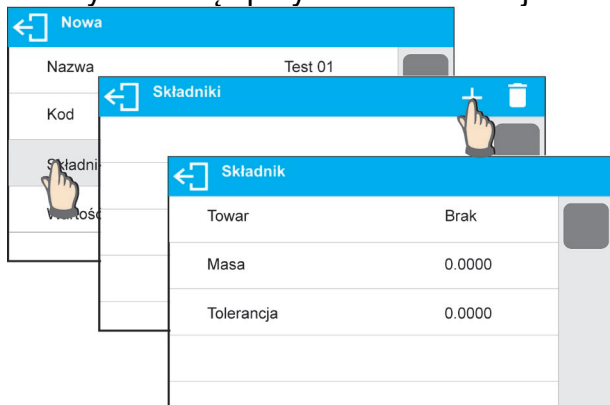 Nowa
Nazwa Test 01
Kod
Składniki
Składnik
Towar Brak
Masa 0.0000
Tolerancja 0.0000